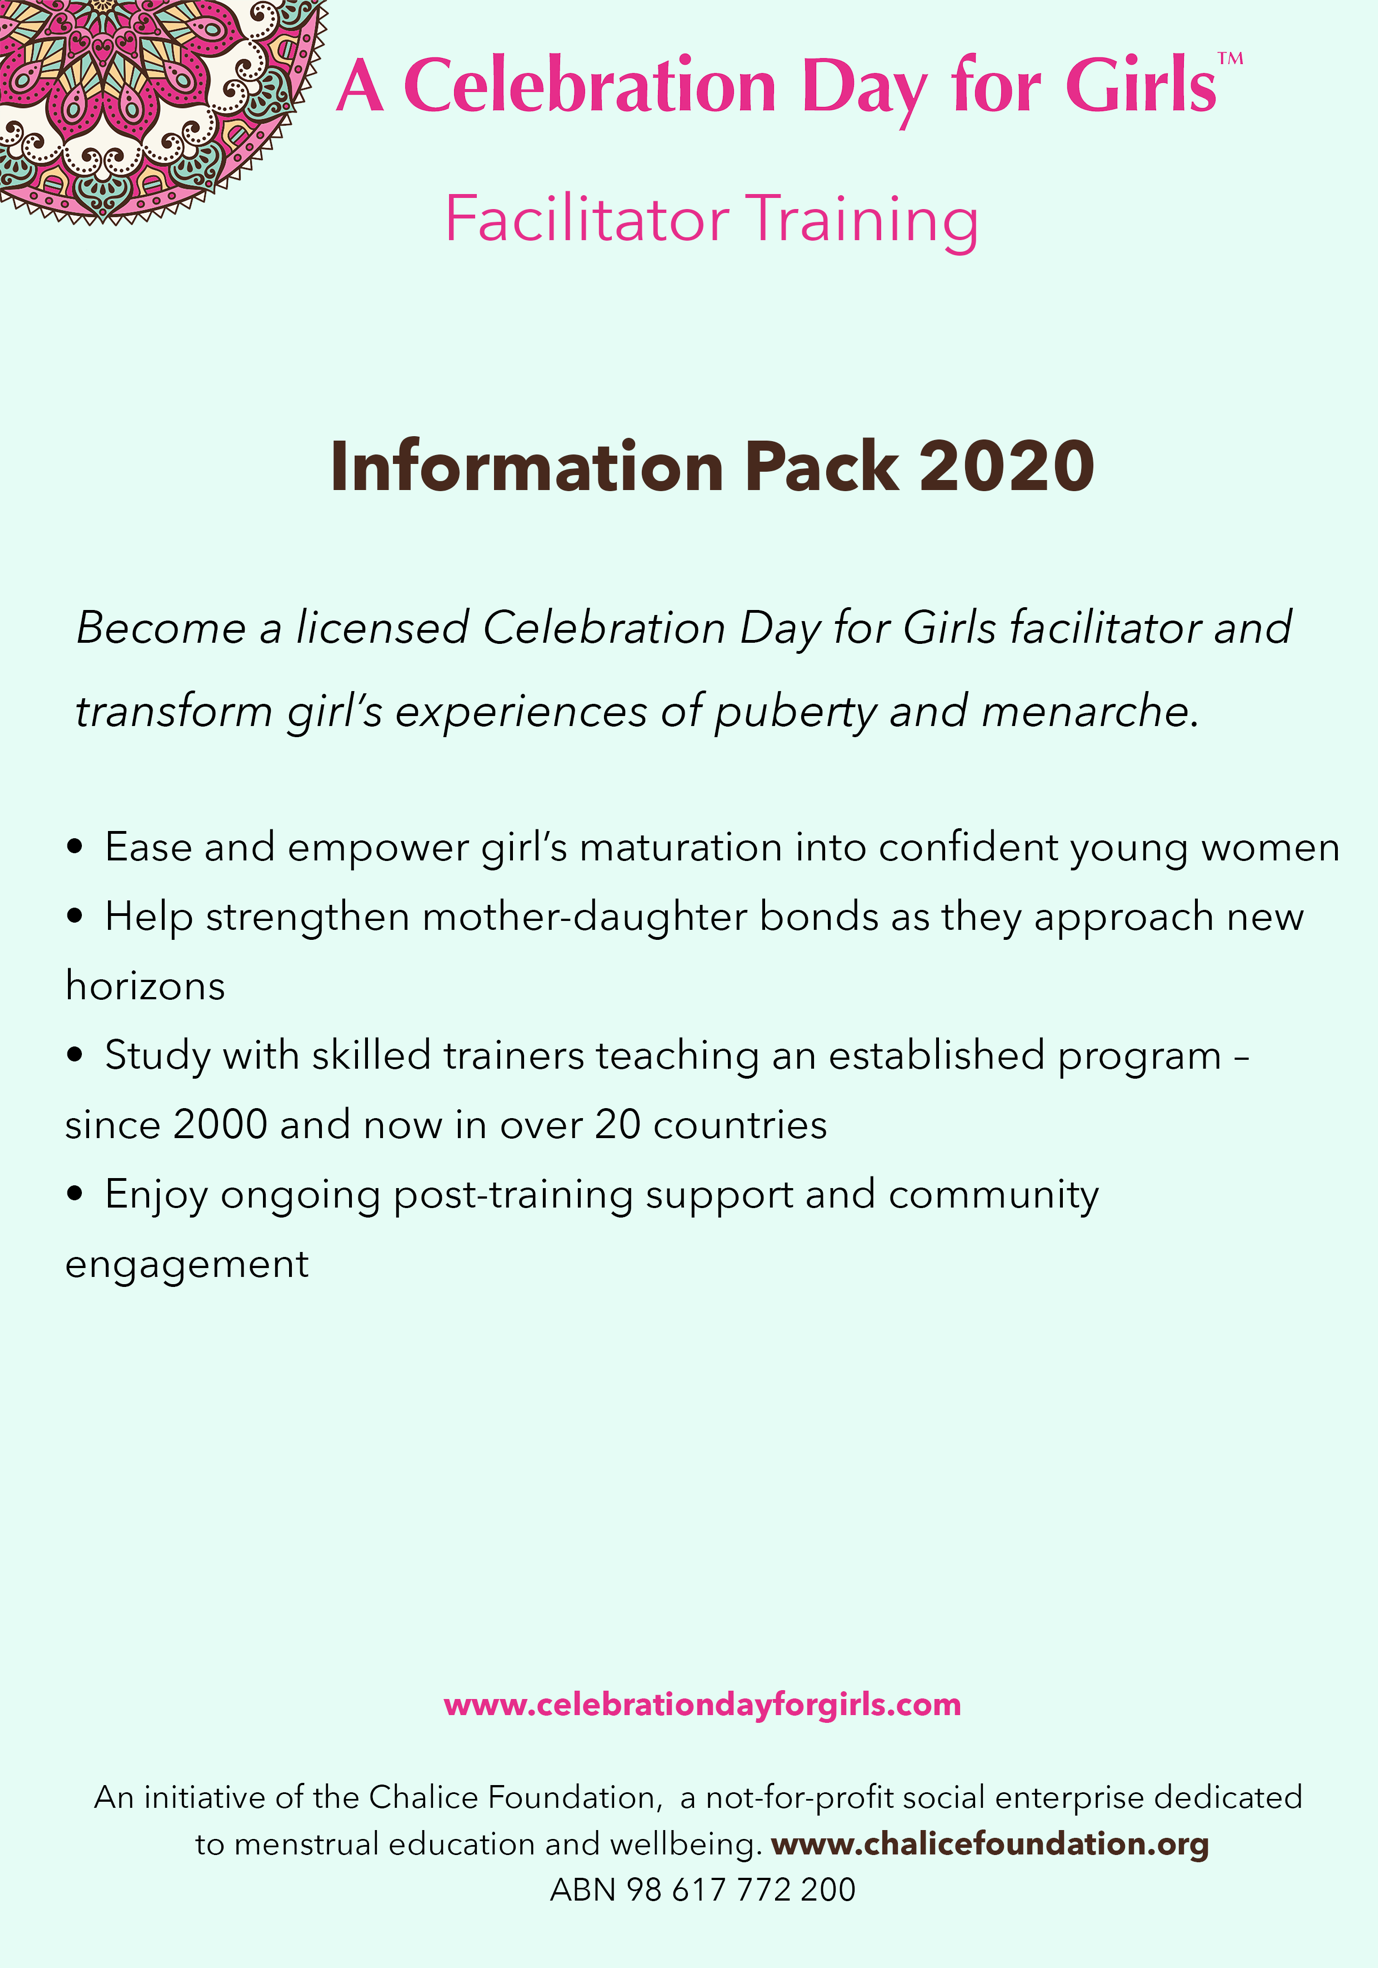 A Celebration Day for Girls™
Facilitator Training
Information Pack 2020
Become a licensed Celebration Day for Girls facilitator and
transform girl’s experiences of puberty and menarche.
• Ease and empower girl’s maturation into confident young women
• Help strengthen mother-daughter bonds as they approach new
horizons
• Study with skilled trainers teaching an established program –
since 2000 and now in over 20 countries
• Enjoy ongoing post-training support and community
engagement
www.celebrationdayforgirls.com
An initiative of the Chalice Foundation,  a not-for-profit social enterprise dedicated
to menstrual education and wellbeing. www.chalicefoundation.org
ABN 98 617 772 200